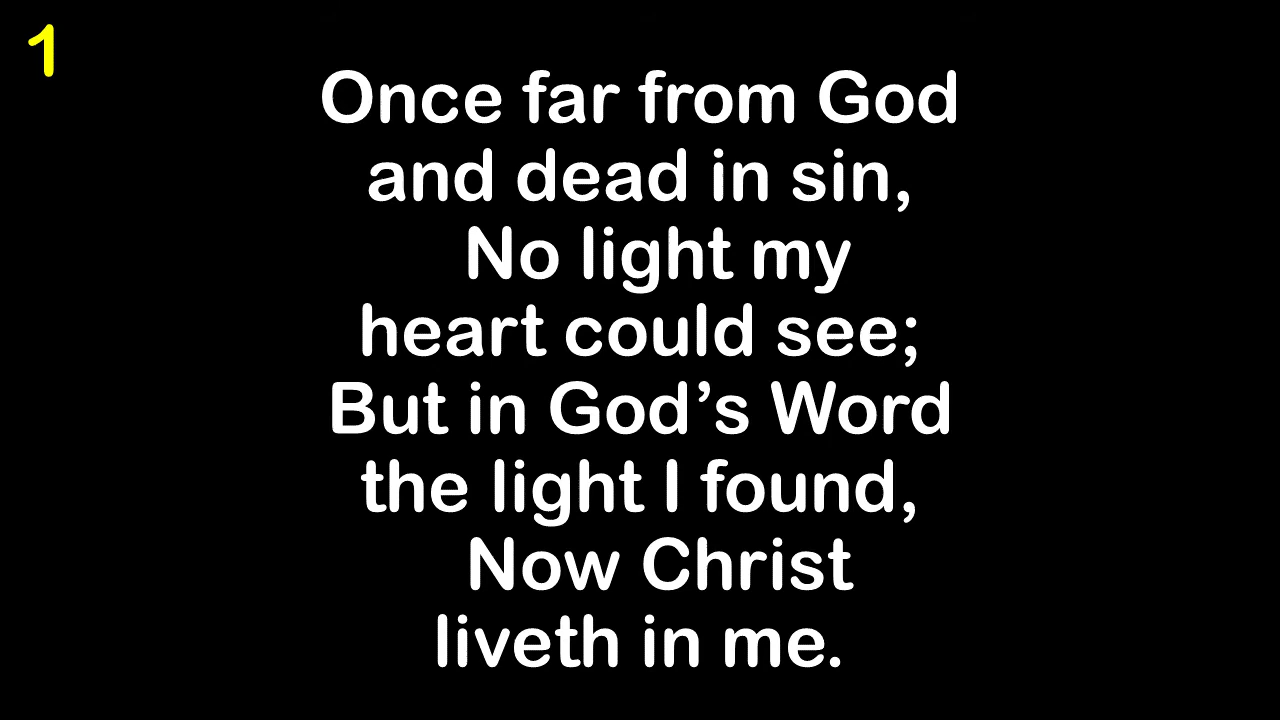 1
Once far from God
and dead in sin,
No light my
heart could see;
But in God’s Word
the light I found,
Now Christ
liveth in me.